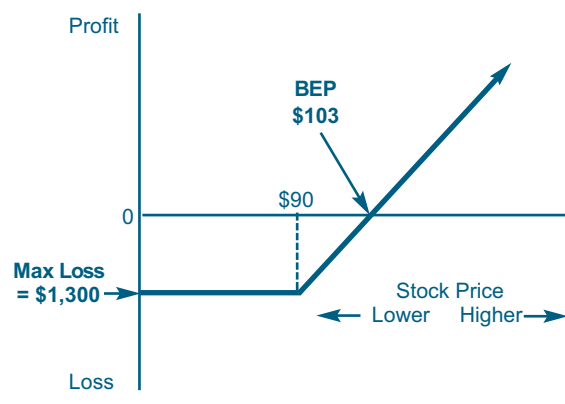 Profit
BEP
$103
$90
0
Max Loss
= $1,300
Stock Price
Lower Higher
Loss